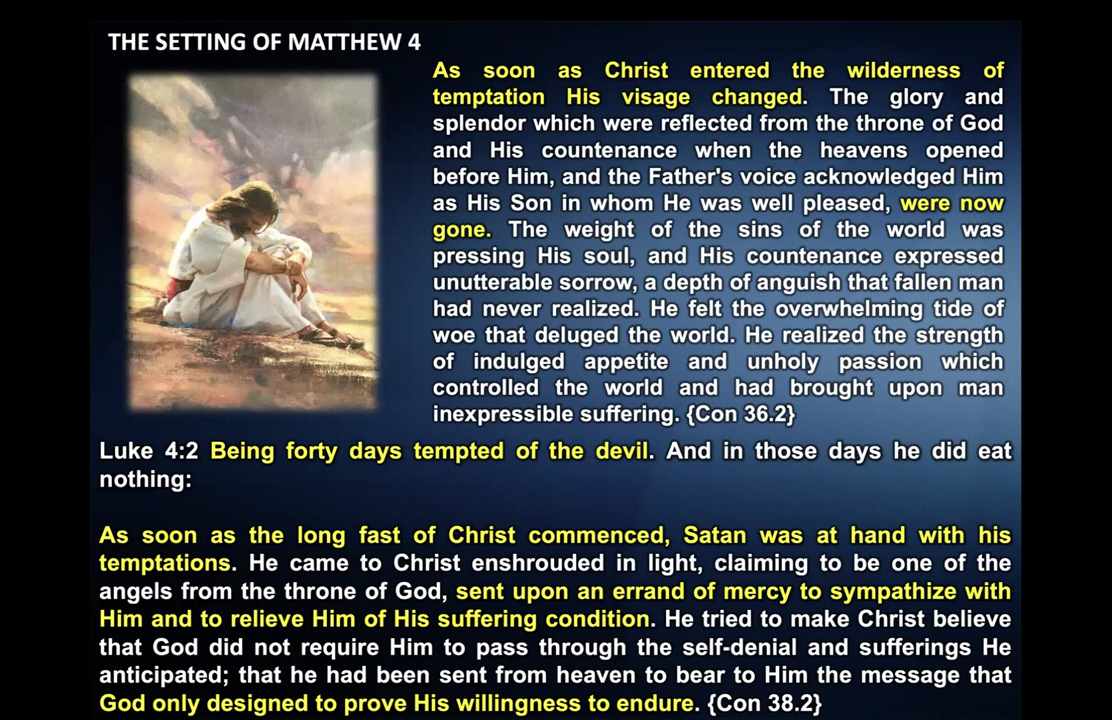 THE SETTING OF MATTHEW 4
As soon as Christ entered the wilderness of
temptation His visage changed. The glory and
splendor which were reflected from the throne of God
and His countenance when the heavens opened
before Him, and the Father's voice acknowledged Him
as His Son in whom He was well pleased, were now
gone. The weight of the sins of the world was
pressing His soul, and His countenance expressed
unutterable sorrow, a depth of anguish that fallen man
had never realized. He felt the overwhelming tide of
woe that deluged the world. He realized the strength
of indulged appetite and unholy passion which
controlled the world and had brought upon man
inexpressible suffering. {Con 36.2}
Luke 4:2 Being forty days tempted of the devil. And in those days he did eat
nothing:
As soon as the long fast of Christ commenced, Satan was at hand with his
temptations. He came to Christ enshrouded in light, claiming to be one of the
angels from the throne of God, sent upon an errand of mercy to sympathize with
Him and to relieve Him of His suffering condition. He tried to make Christ believe
that God did not require Him to pass through the self-denial and sufferings He
anticipated; that he had been sent from heaven to bear to Him the message that
God only designed to prove His willingness to endure. {Con 38.2}